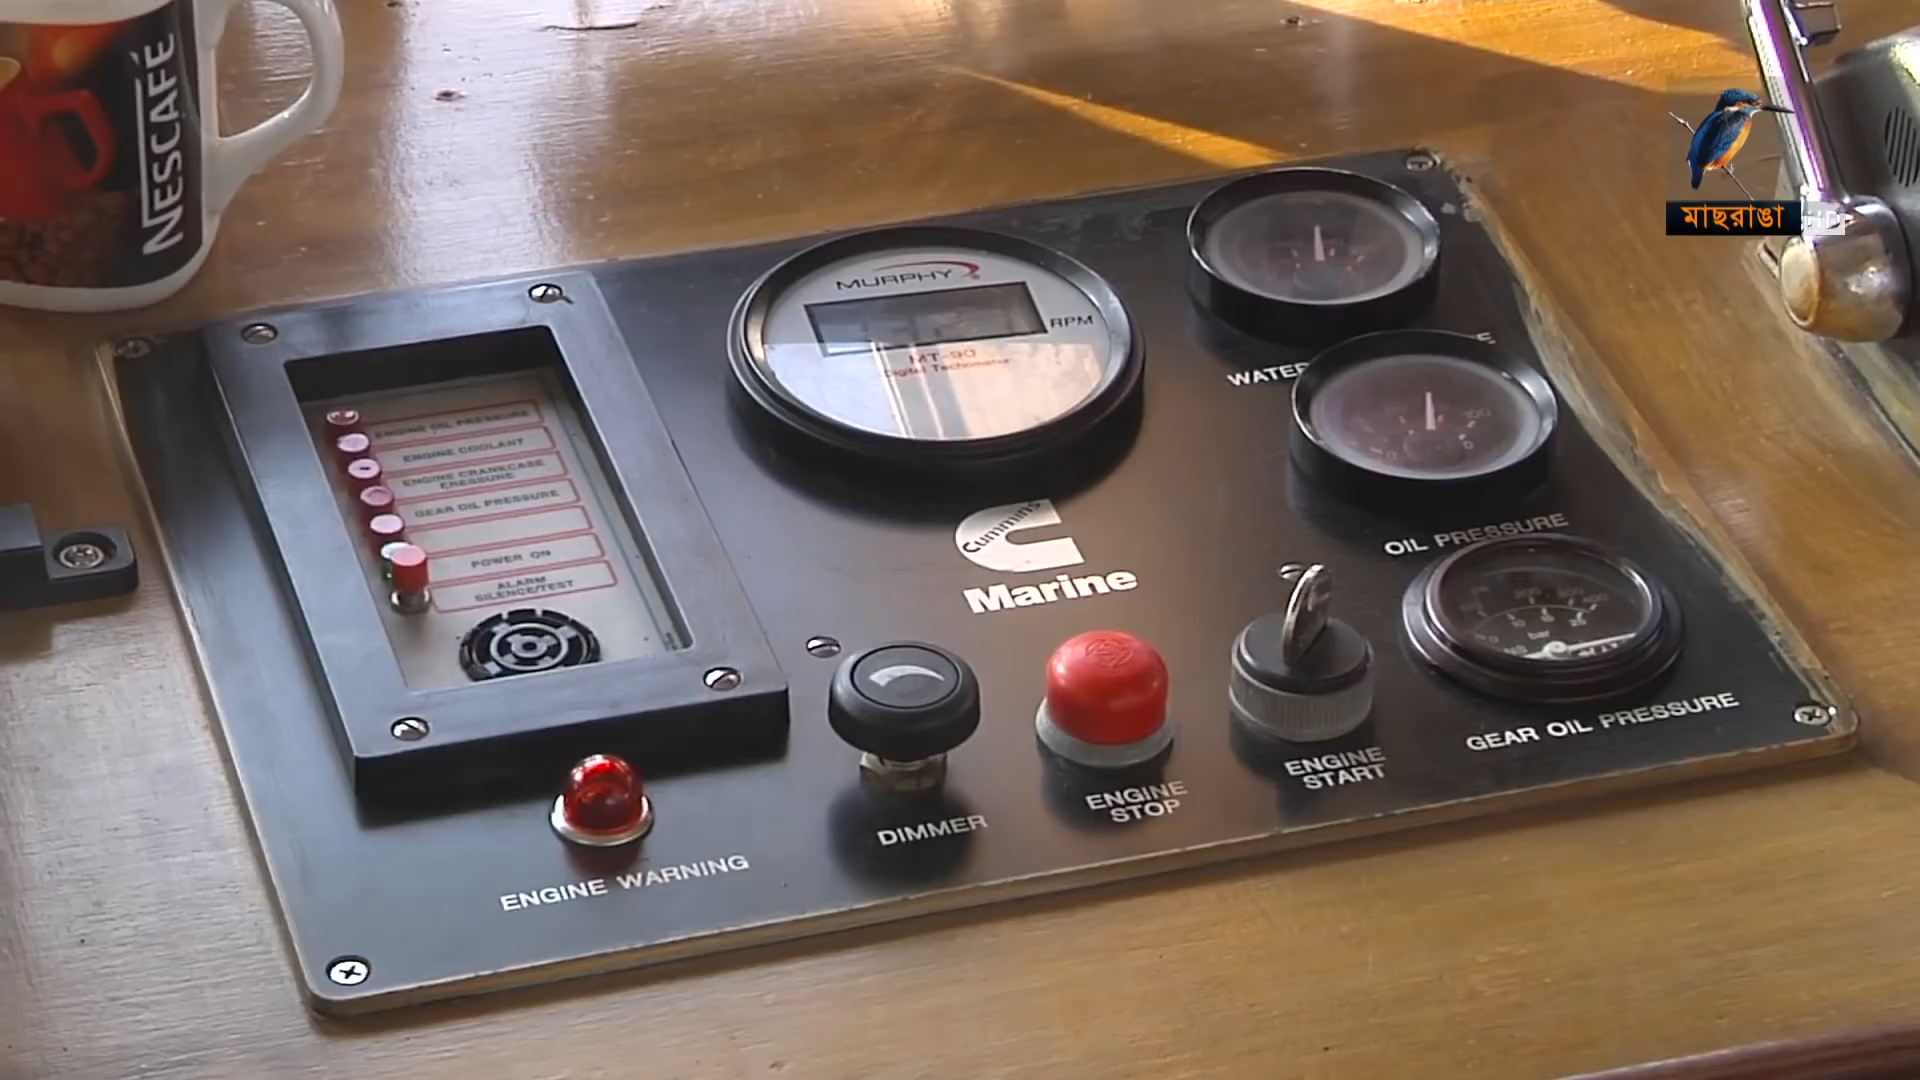 NESCAFÉ
মাছরাঙা HD
MURPHY
RPM
MT-90
Digital Tachometer
WATER
ENGINE OIL PRESSURE
ENGINE COOLANT
ENGINE CRANKCASE
PRESSURE
GEAR OIL PRESSURE
POWER ON
ALARM
SILENCE/TEST
Cummins
Marine
OIL PRESSURE
bar
GEAR OIL PRESSURE
ENGINE
START
ENGINE
STOP
DIMMER
ENGINE WARNING